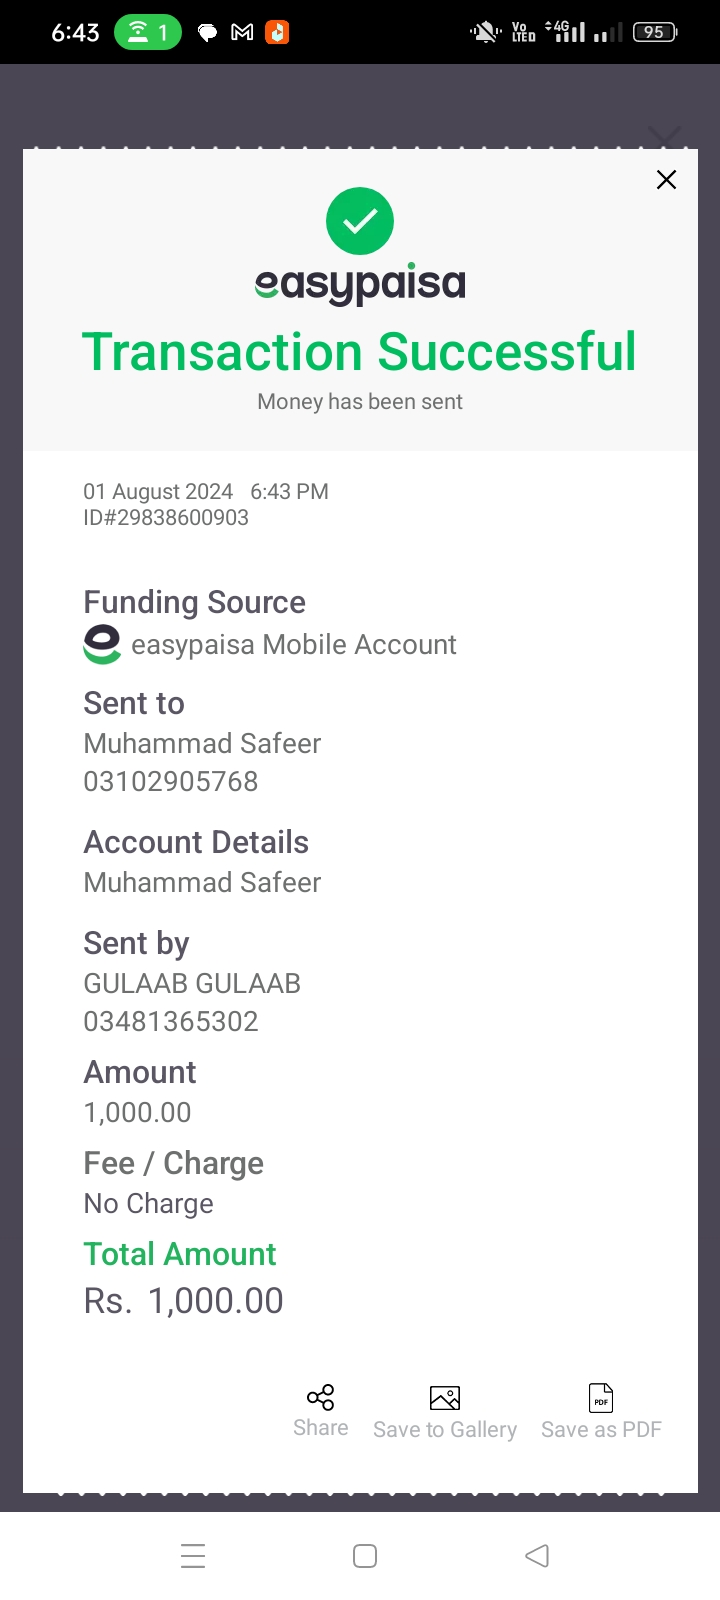 6:43 1 Vo LTED 4G 95
easypaisa
Transaction Successful
Money has been sent
01 August 2024 6:43 PM
ID#29838600903
Funding Source
easypaisa Mobile Account
Sent to
Muhammad Safeer
03102905768
Account Details
Muhammad Safeer
Sent by
GULAAB GULAAB
03481365302
Amount
1,000.00
Fee / Charge
No Charge
Total Amount
Rs. 1,000.00
PDF
Share Save to Gallery Save as PDF